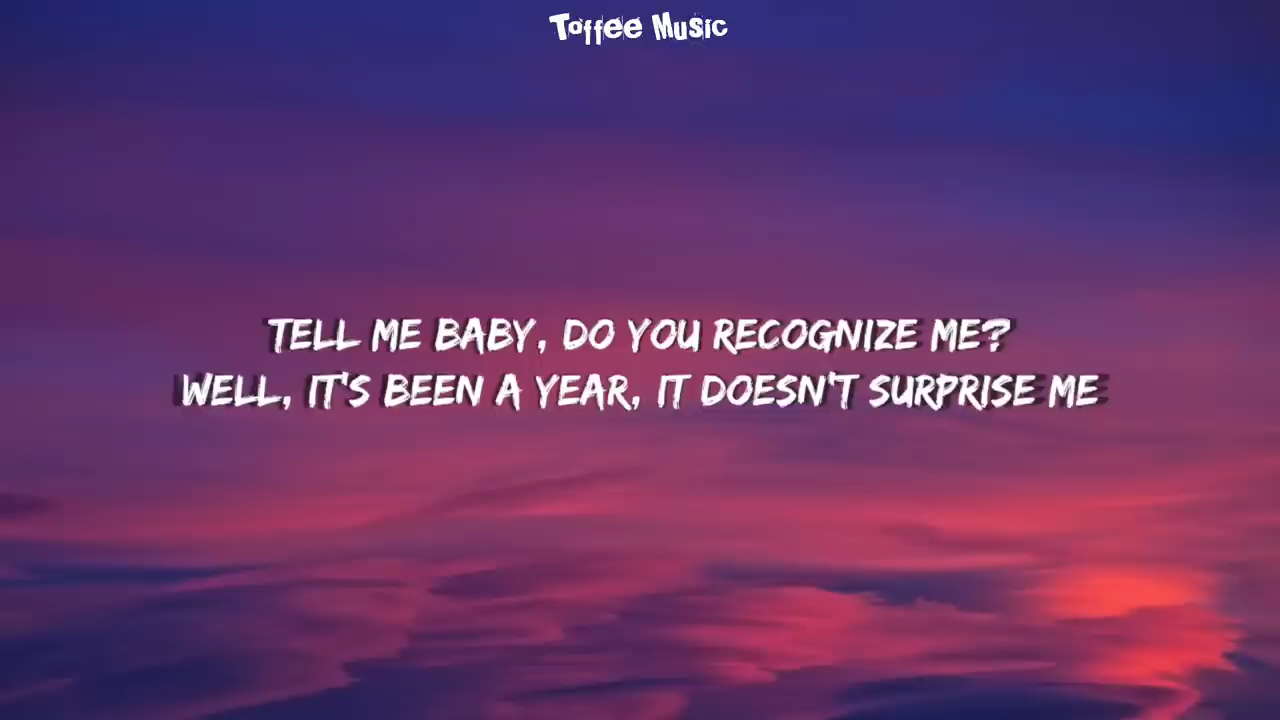 Toffee Music
TELL ME BABY, DO YOU RECOGNIZE ME?
WELL, IT'S BEEN A YEAR, IT DOESN'T SURPRISE ME